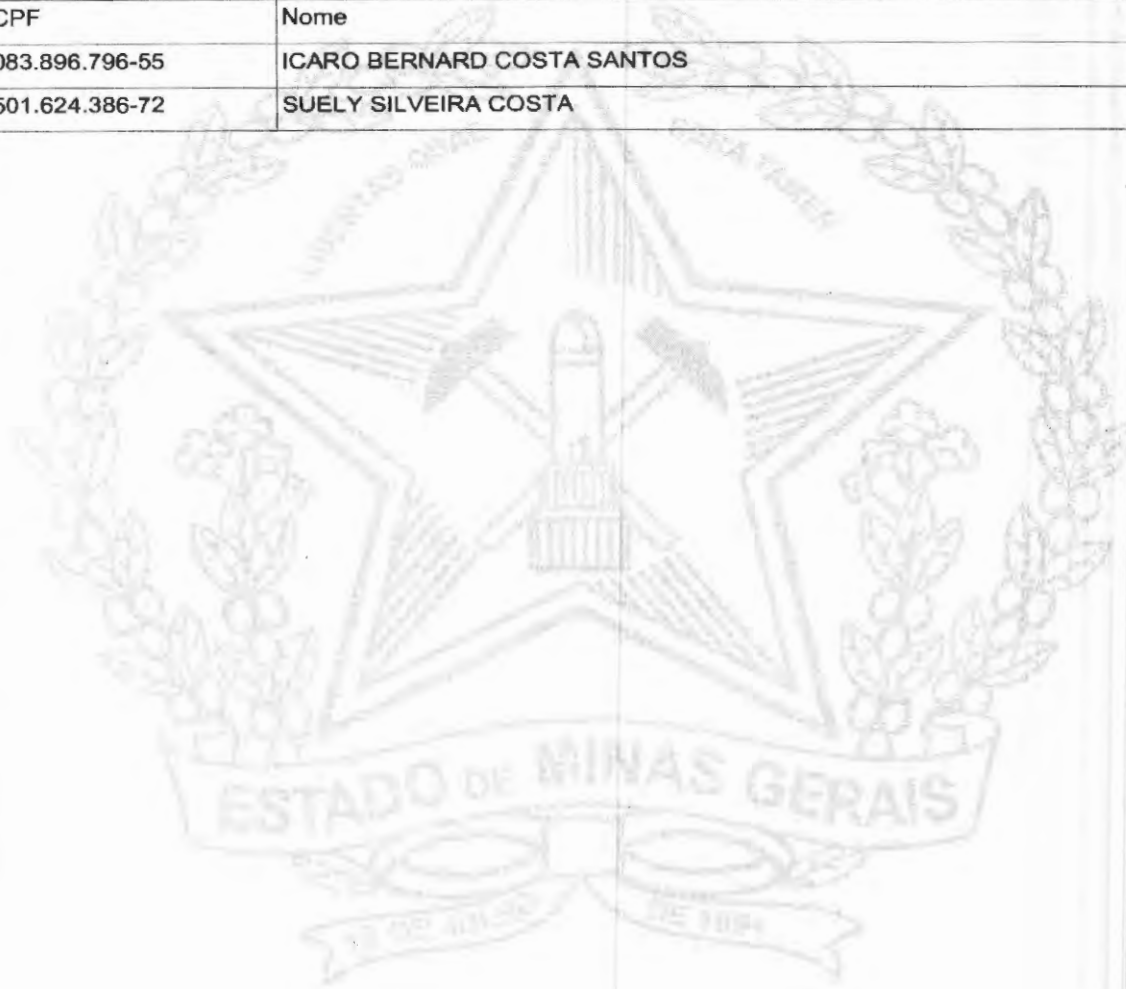 CPF Nome
083.896.796-55 ICARO BERNARD COSTA SANTOS
501.624.386-72 SUELY SILVEIRA COSTA
ESTADO DE MINAS GERAIS